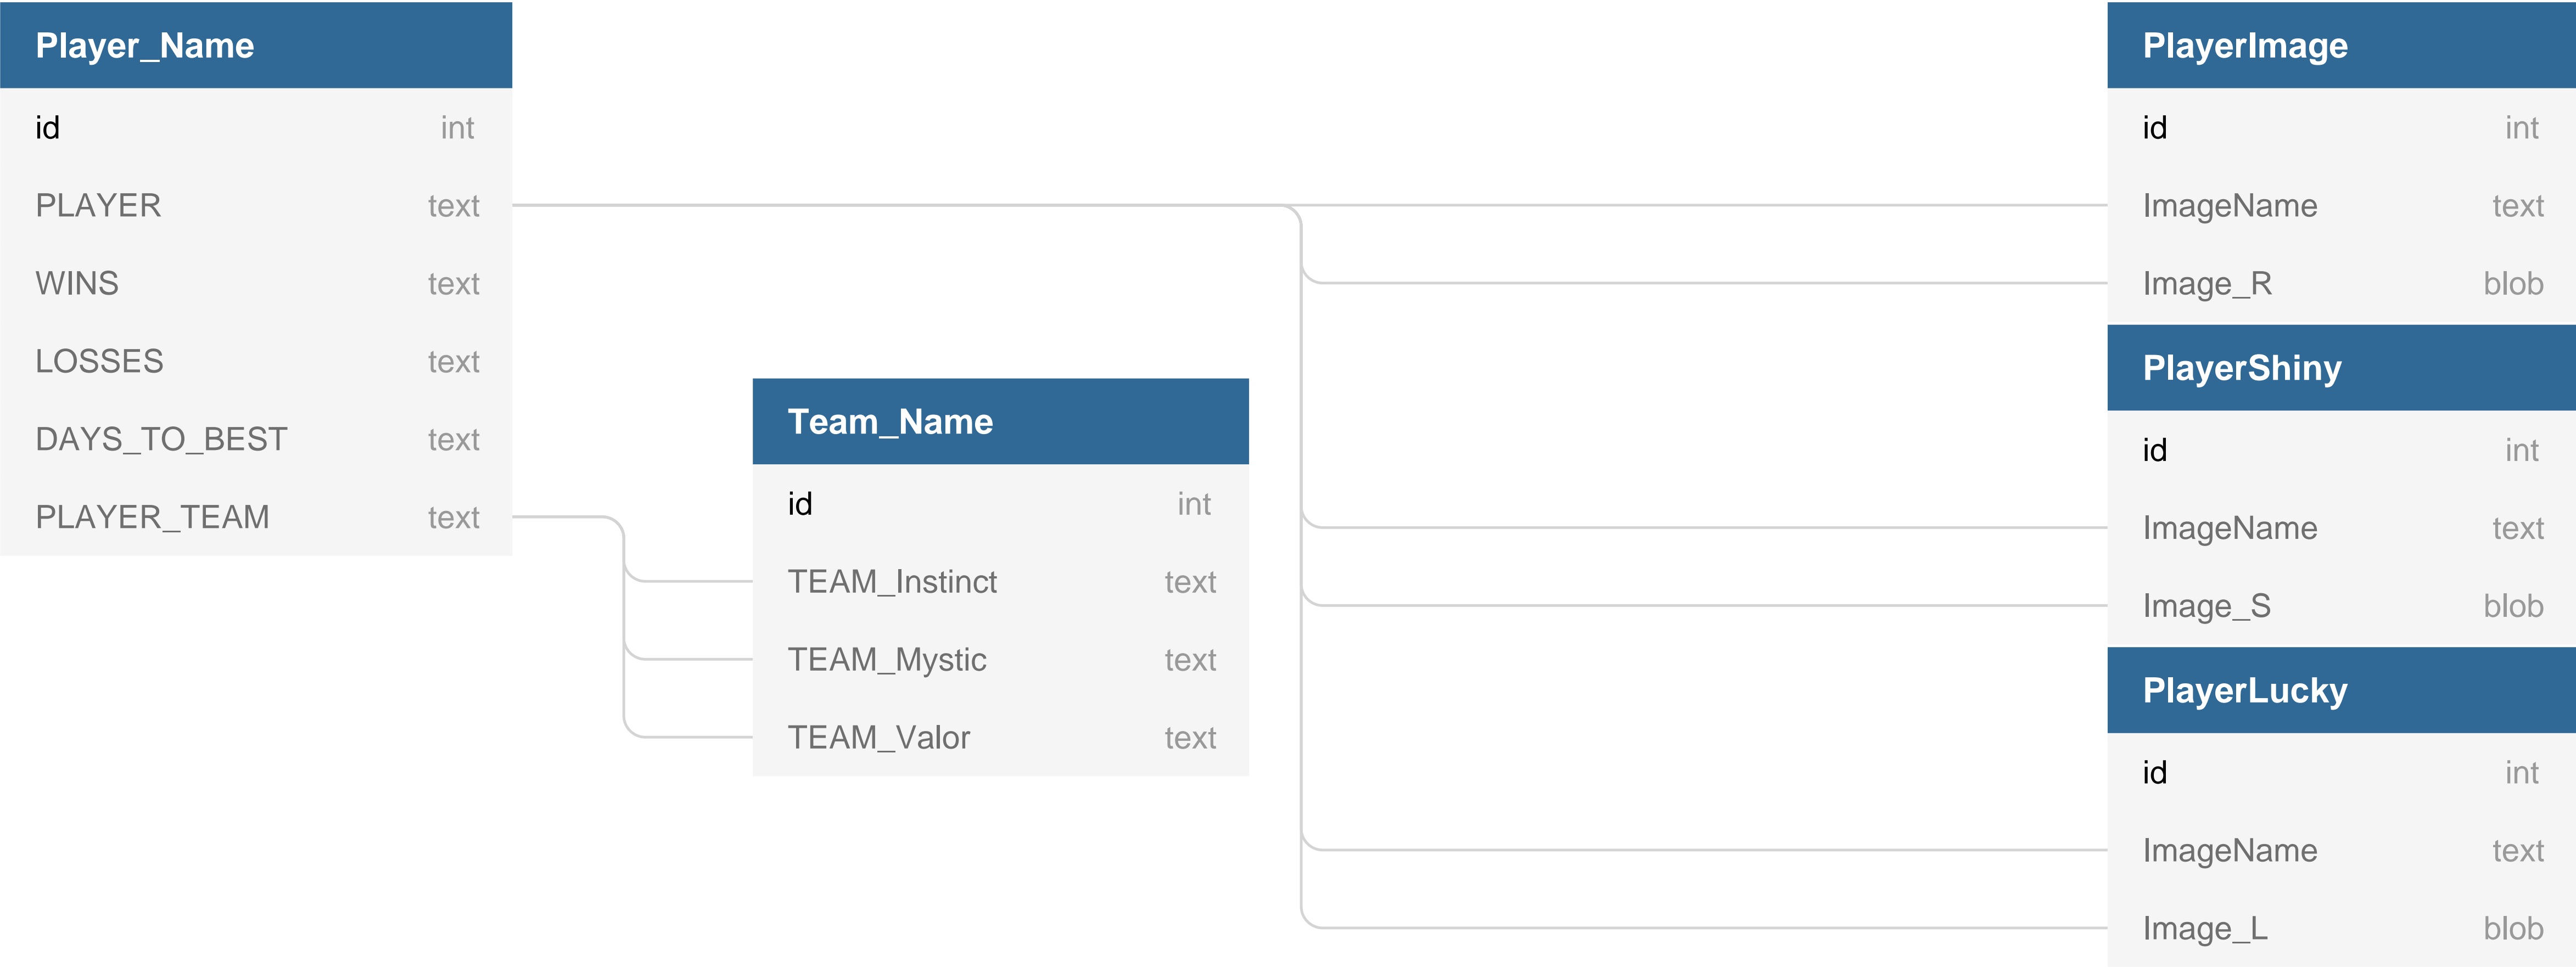 Player_Name
id int
PLAYER text
WINS text
LOSSES text
DAYS_TO_BEST text
PLAYER_TEAM text
Team_Name
id int
TEAM_Instinct text
TEAM_Mystic text
TEAM_Valor text
PlayerImage
id int
ImageName text
Image_R blob
PlayerShiny
id int
ImageName text
Image_S blob
PlayerLucky
id int
ImageName text
Image_L blob